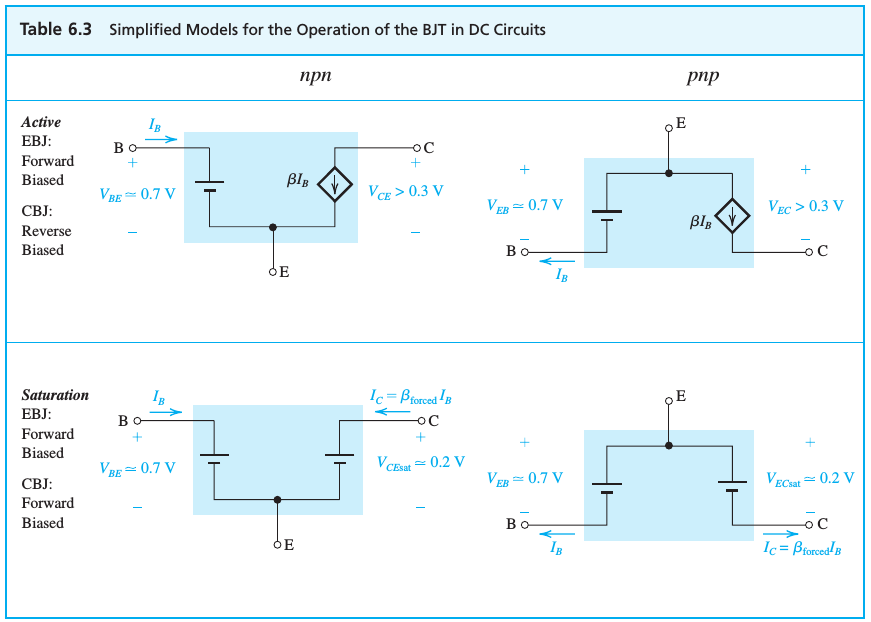 Table 6.3 Simplified Models for the Operation of the BJT in DC Circuits
npn
pnp
Active
EBJ:
Forward
Biased
CBJ:
Reverse
Biased
I_B
B
+
V_BE ≃ 0.7 V
−
βI_B
C
+
V_CE > 0.3 V
−
E
E
+
V_EB ≃ 0.7 V
−
B
I_B
βI_B
+
V_EC > 0.3 V
−
C
Saturation
EBJ:
Forward
Biased
CBJ:
Forward
Biased
I_B
B
+
V_BE ≃ 0.7 V
−
I_C = β_forced I_B
C
+
V_CEsat ≃ 0.2 V
−
E
E
+
V_EB ≃ 0.7 V
−
B
I_B
+
V_ECsat ≃ 0.2 V
−
C
I_C = β_forced I_B